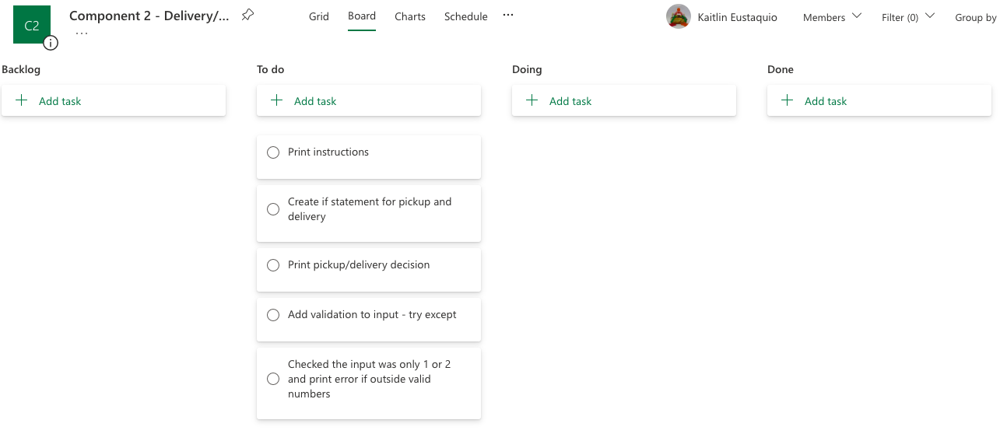 C2
Component 2 - Delivery/...
...
Grid
Board
Charts
Schedule
...
Kaitlin Eustaquio
Members
Filter (0)
Group by
Backlog
To do
Doing
Done
+ Add task
+ Add task
+ Add task
+ Add task
Print instructions
Create if statement for pickup and
delivery
Print pickup/delivery decision
Add validation to input - try except
Checked the input was only 1 or 2
and print error if outside valid
numbers